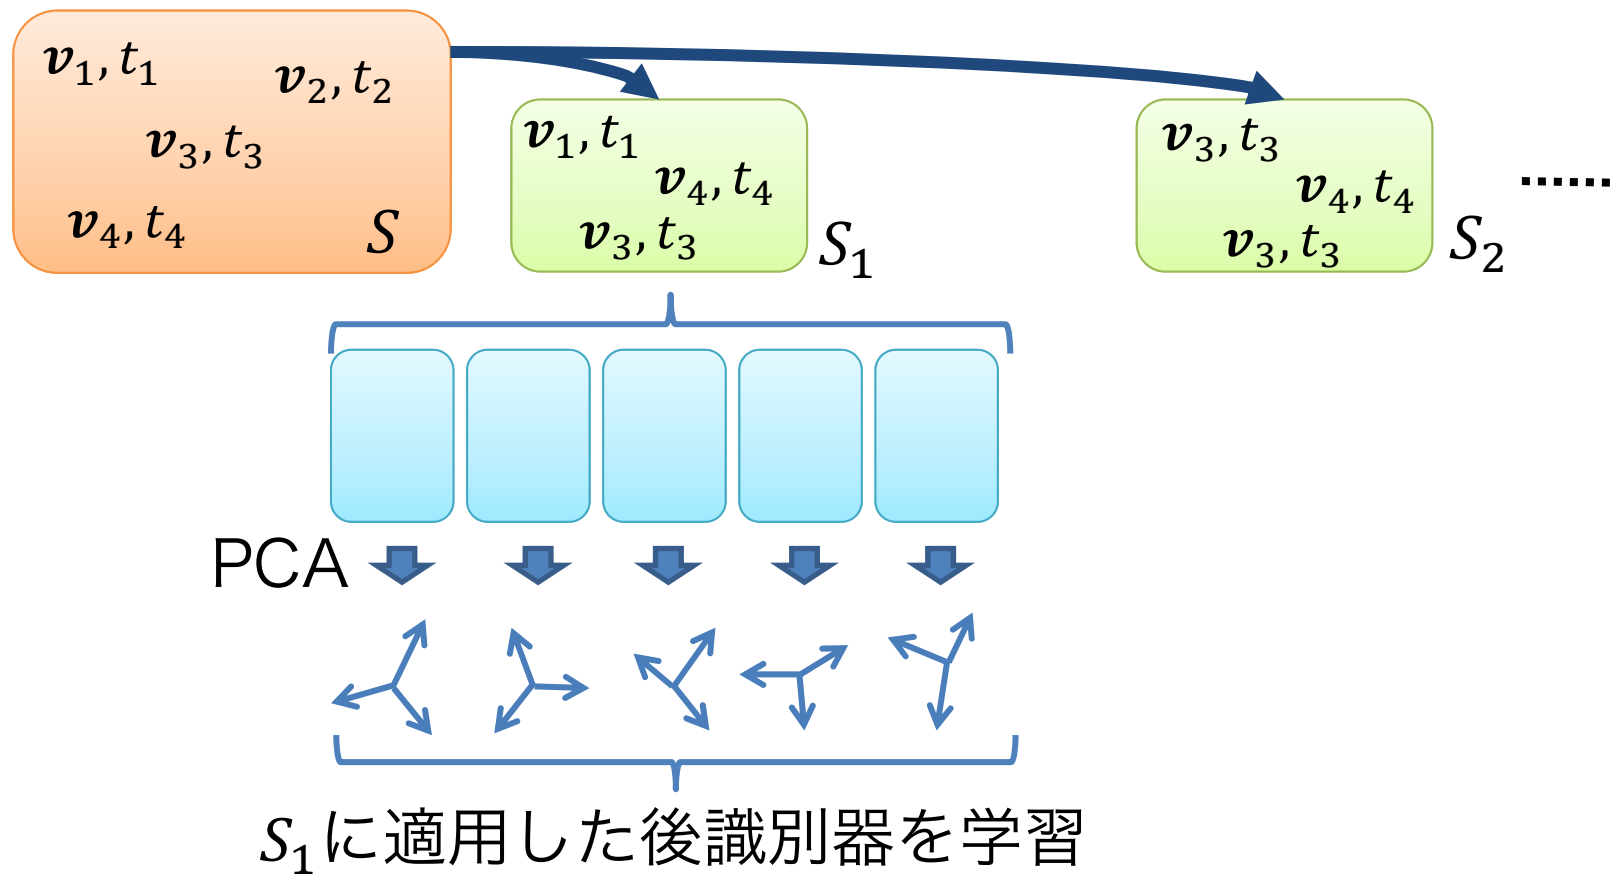 v₁, t₁
v₂, t₂
v₃, t₃
v₄, t₄
S
v₁, t₁
v₄, t₄
v₃, t₃
S₁
v₃, t₃
v₄, t₄
v₃, t₃
S₂
PCA
S₁に適用した後識別器を学習